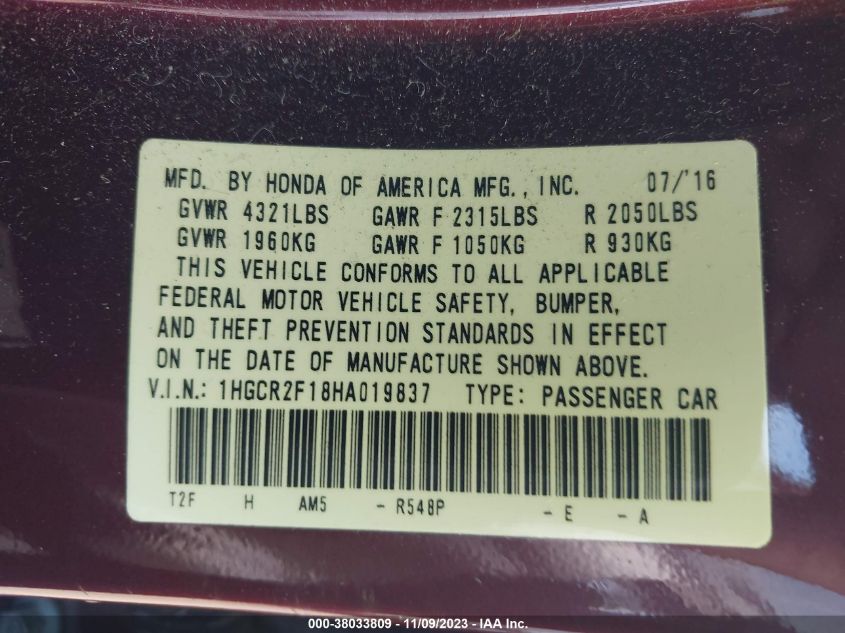 MFD. BY HONDA OF AMERICA MFG., INC. 07/'16
GVWR 4321LBS GAWR F 2315LBS R 2050LBS
GVWR 1960KG GAWR F 1050KG R 930KG
THIS VEHICLE CONFORMS TO ALL APPLICABLE
FEDERAL MOTOR VEHICLE SAFETY, BUMPER,
AND THEFT PREVENTION STANDARDS IN EFFECT
ON THE DATE OF MANUFACTURE SHOWN ABOVE.
V.I.N.: 1HGCR2F18HA019837 TYPE: PASSENGER CAR
T2F H AM5 - R548P - E - A
000-38033809 - 11/09/2023 - IAA Inc.